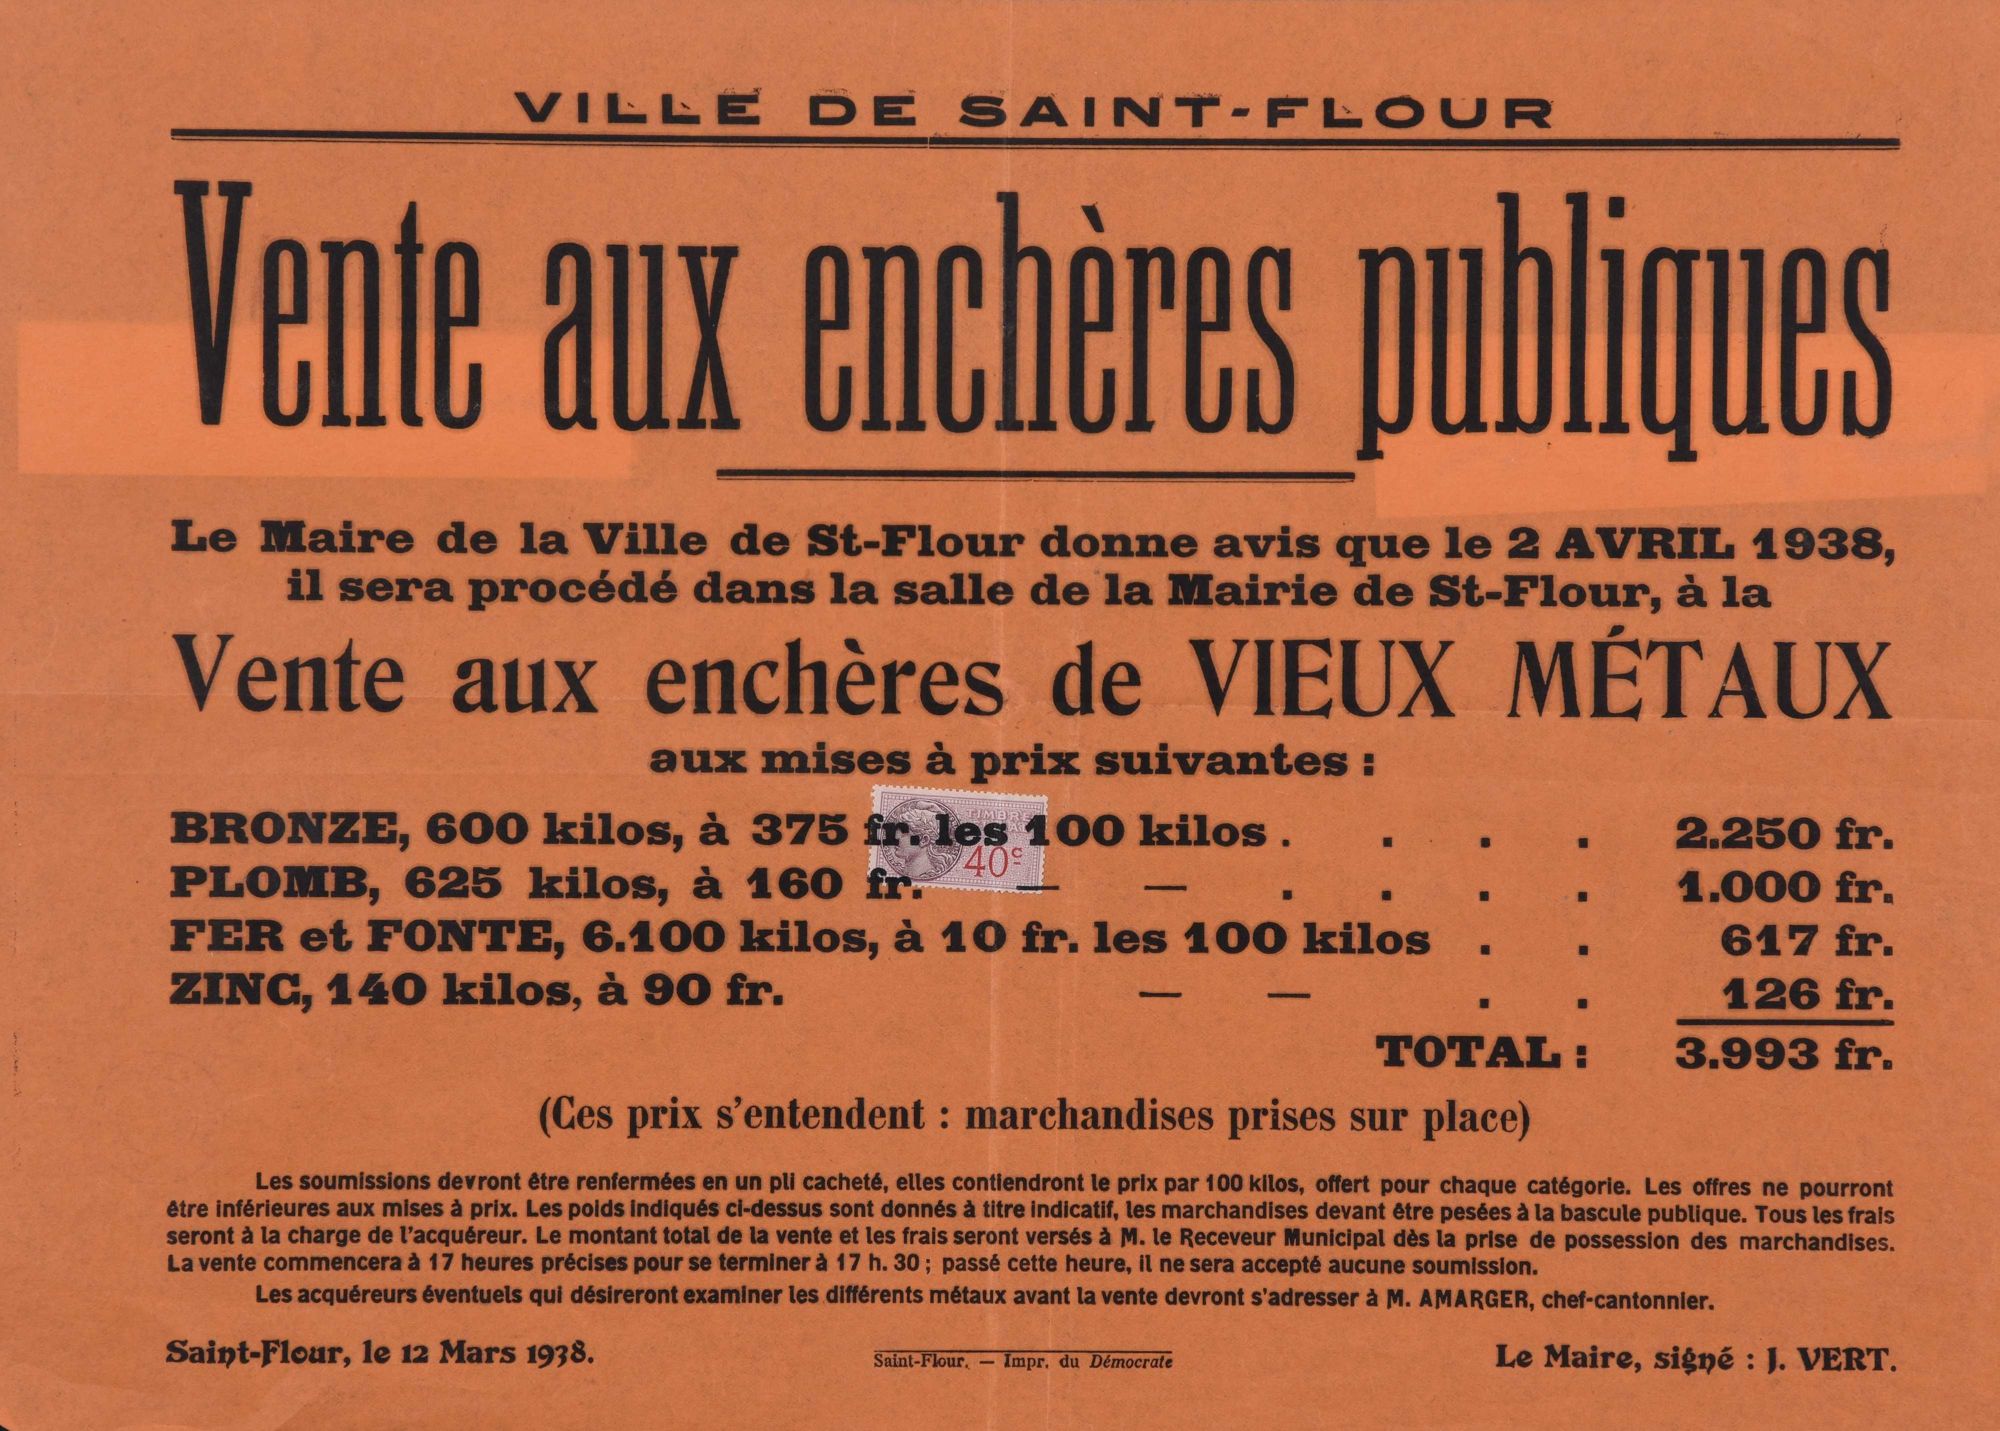 VILLE DE SAINT-FLOUR
Vente aux enchères publiques
Le Maire de la Ville de St-Flour donne avis que le 2 AVRIL 1938,
il sera procédé dans la salle de la Mairie de St-Flour, à la
Vente aux enchères de VIEUX MÉTAUX
aux mises à prix suivantes :
BRONZE, 600 kilos, à 375 fr. les 100 kilos . . . . 2.250 fr.
PLOMB, 625 kilos, à 160 fr. — — . . . . 1.000 fr.
FER et FONTE, 6.100 kilos, à 10 fr. les 100 kilos . . 617 fr.
ZINC, 140 kilos, à 90 fr. — — . . 126 fr.
TIMBRE
40c
TOTAL : 3.993 fr.
(Ces prix s'entendent : marchandises prises sur place)
Les soumissions devront être renfermées en un pli cacheté, elles contiendront le prix par 100 kilos, offert pour chaque catégorie. Les offres ne pourront
être inférieures aux mises à prix. Les poids indiqués ci-dessus sont donnés à titre indicatif, les marchandises devant être pesées à la bascule publique. Tous les frais
seront à la charge de l'acquéreur. Le montant total de la vente et les frais seront versés à M. le Receveur Municipal dès la prise de possession des marchandises.
La vente commencera à 17 heures précises pour se terminer à 17 h. 30 ; passé cette heure, il ne sera accepté aucune soumission.
Les acquéreurs éventuels qui désireront examiner les différents métaux avant la vente devront s'adresser à M. AMARGER, chef-cantonnier.
Saint-Flour, le 12 Mars 1938.
Saint-Flour. — Impr. du Démocrate
Le Maire, signé : J. VERT.